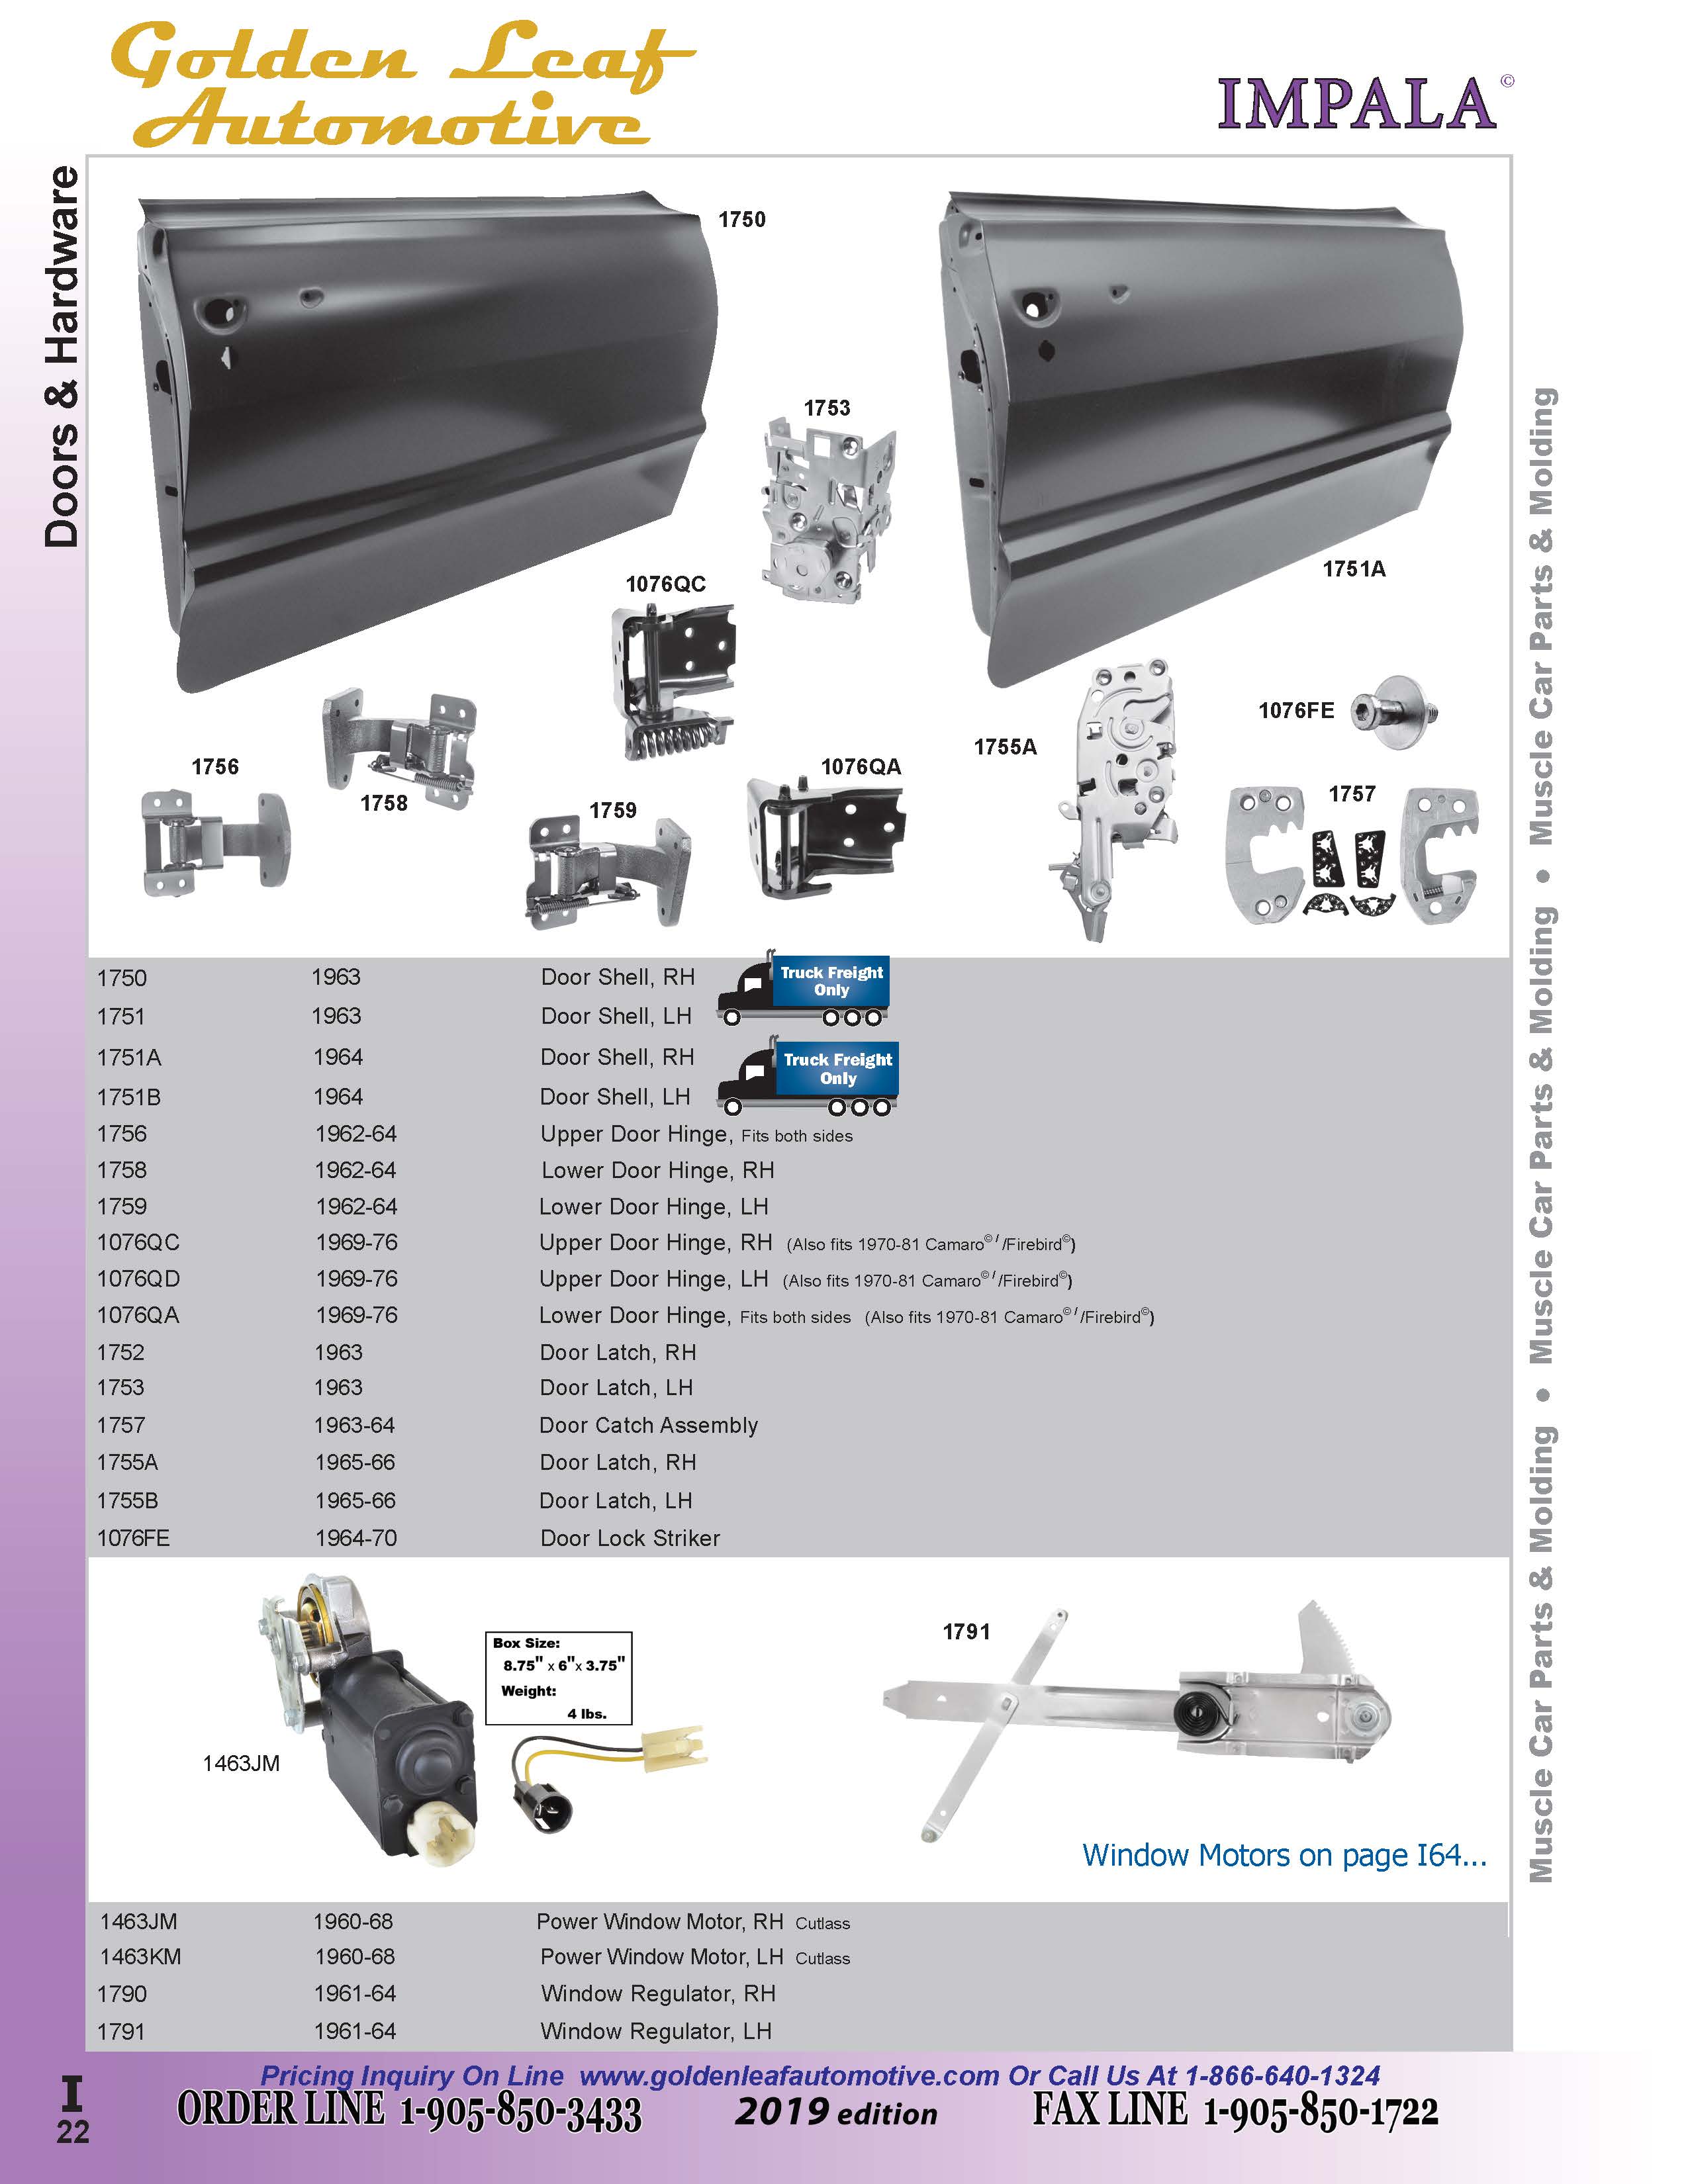 Golden Leaf
Automotive
IMPALA©
Doors & Hardware
1750
1753
1751A
1076QC
1076FE
1755A
1756
1758
1076QA
1757
1759
1750 1963 Door Shell, RH
Truck Freight
Only
1751 1963 Door Shell, LH
1751A 1964 Door Shell, RH
Truck Freight
Only
1751B 1964 Door Shell, LH
1756 1962-64 Upper Door Hinge, Fits both sides
1758 1962-64 Lower Door Hinge, RH
1759 1962-64 Lower Door Hinge, LH
1076QC 1969-76 Upper Door Hinge, RH (Also fits 1970-81 Camaro©//Firebird©)
1076QD 1969-76 Upper Door Hinge, LH (Also fits 1970-81 Camaro©//Firebird©)
1076QA 1969-76 Lower Door Hinge, Fits both sides (Also fits 1970-81 Camaro©//Firebird©)
1752 1963 Door Latch, RH
1753 1963 Door Latch, LH
1757 1963-64 Door Catch Assembly
1755A 1965-66 Door Latch, RH
1755B 1965-66 Door Latch, LH
1076FE 1964-70 Door Lock Striker
Box Size:
8.75" x 6"x 3.75"
Weight:
4 lbs.
1463JM
1791
Window Motors on page I64...
1463JM 1960-68 Power Window Motor, RH Cutlass
1463KM 1960-68 Power Window Motor, LH Cutlass
1790 1961-64 Window Regulator, RH
1791 1961-64 Window Regulator, LH
Muscle Car Parts & Molding • Muscle Car Parts & Molding • Muscle Car Parts & Molding
Pricing Inquiry On Line www.goldenleafautomotive.com Or Call Us At 1-866-640-1324
I
22
ORDER LINE 1-905-850-3433 2019 edition FAX LINE 1-905-850-1722